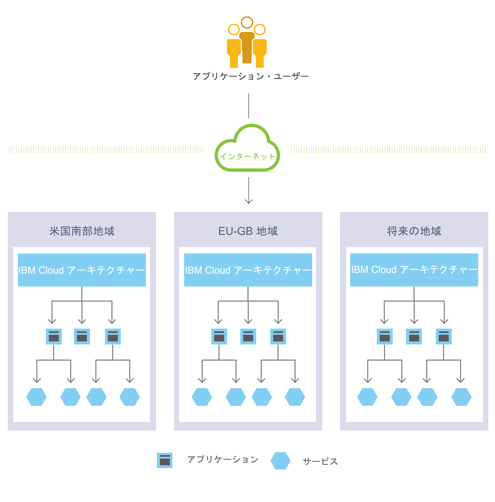 アプリケーション・ユーザー
インターネット
米国南部地域
EU-GB 地域
将来の地域
IBM Cloud アーキテクチャー
IBM Cloud アーキテクチャー
IBM Cloud アーキテクチャー
アプリケーション
サービス